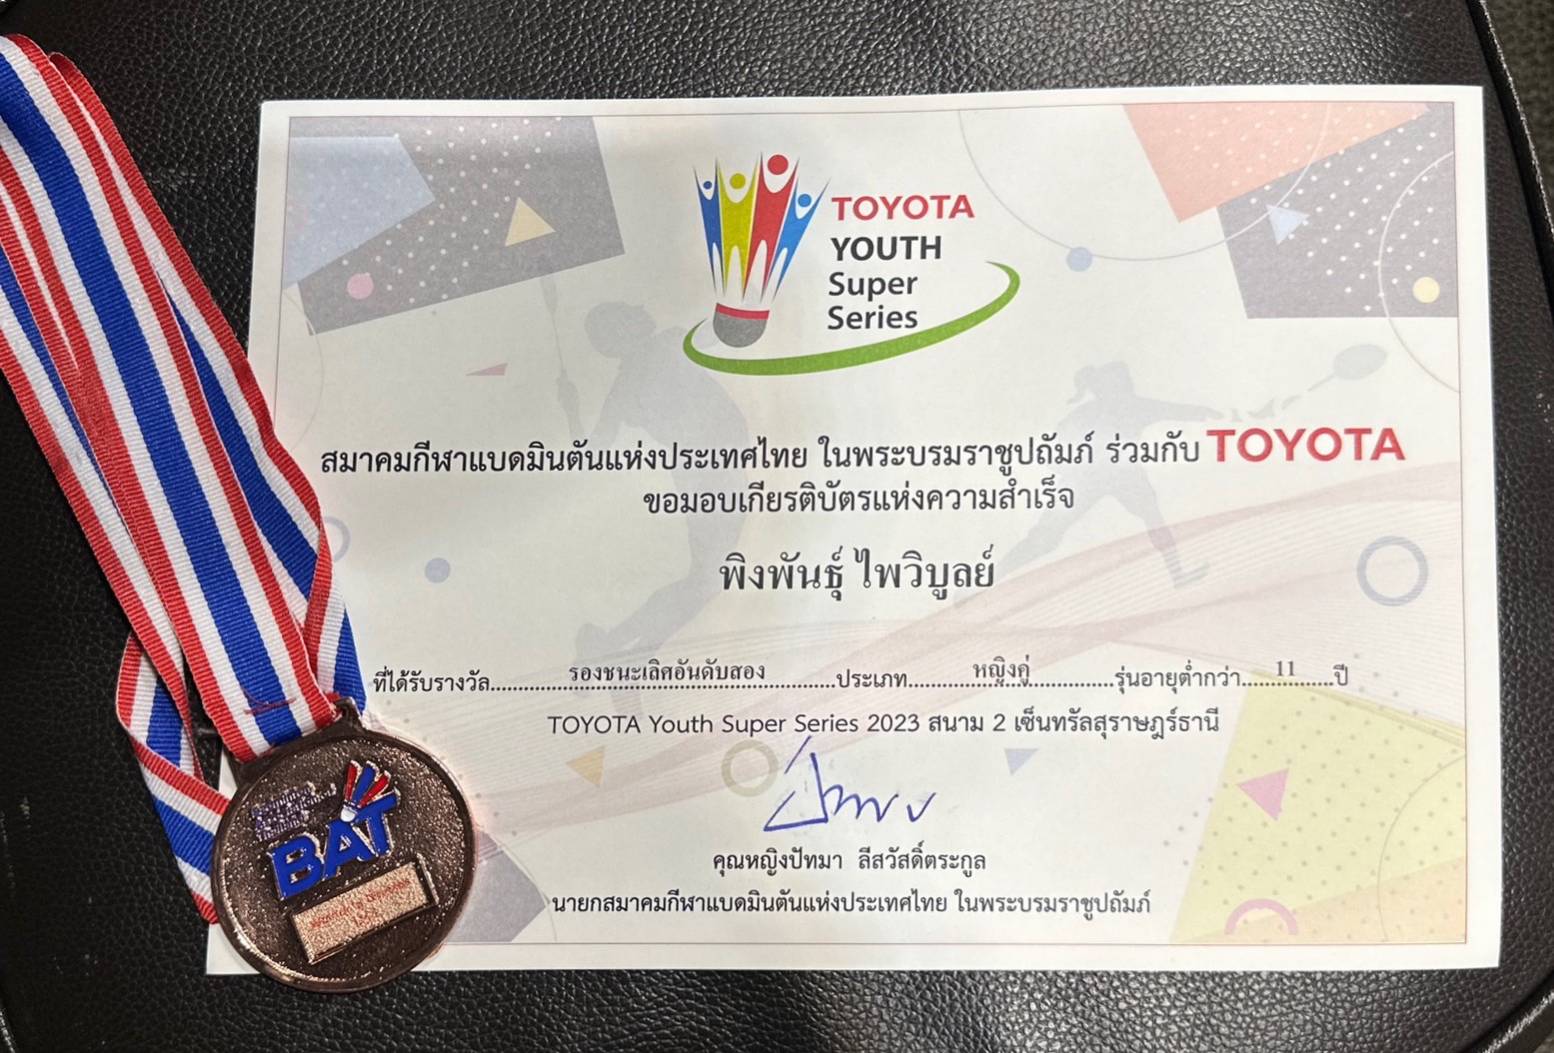 TOYOTA
YOUTH
Super
Series
สมาคมกีฬาแบดมินตันแห่งประเทศไทย ในพระบรมราชูปถัมภ์ ร่วมกับ TOYOTA
ขอมอบเกียรติบัตรแห่งความสำเร็จ
พิงพันธุ์ ไพวิบูลย์
ที่ได้รับรางวัล รองชนะเลิศอันดับสอง ประเภท หญิงคู่ รุ่นอายุต่ำกว่า 11 ปี
TOYOTA Youth Super Series 2023 สนาม 2 เซ็นทรัลสุราษฎร์ธานี
คุณหญิงปัทมา ลีสวัสดิ์ตระกูล
นายกสมาคมกีฬาแบดมินตันแห่งประเทศไทย ในพระบรมราชูปถัมภ์
BAT